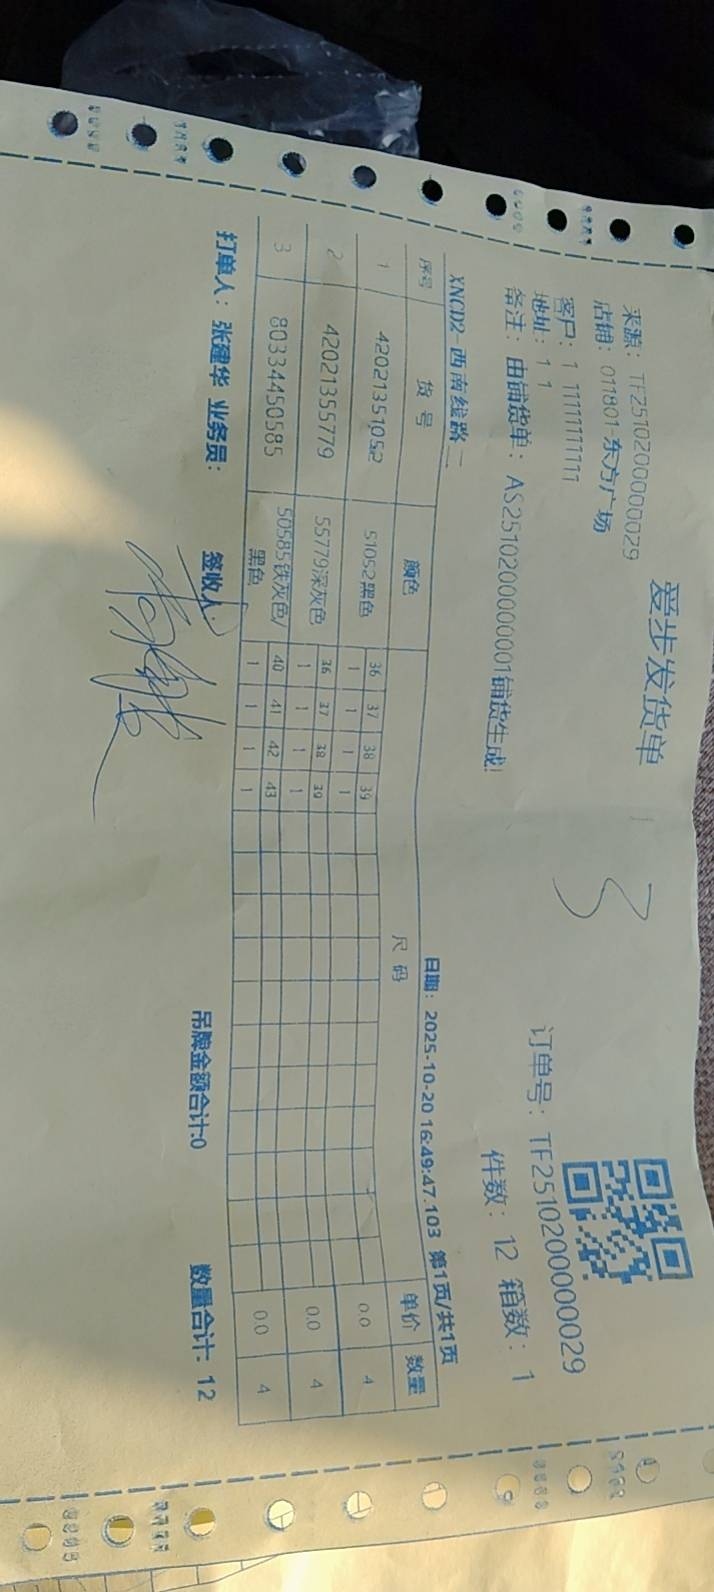 爱步发货单
3
来源：TF25102000000029
店铺：011801-东方广场
订单号：TF25102000000029
客户：1 11111111111
地址：1 1
件数：12 箱数：1
备注：由铺货单：AS25102000000001铺货生成!
XNCD2-西南线路二
日期：2025-10-20 16:49:47.103 第1页/共1页
序号 货号 颜色 尺码 单价 数量
1 42021351052 51052黑色 36 37 38 39 0.0 4
1 1 1 1
2 42021355779 55779深灰色 36 37 38 39 0.0 4
1 1 1 1
3 80334450585 50585铁灰色/黑色 40 41 42 43 0.0 4
1 1 1 1
打单人：张建华 业务员： 签收人： 吊牌金额合计:0 数量合计：12